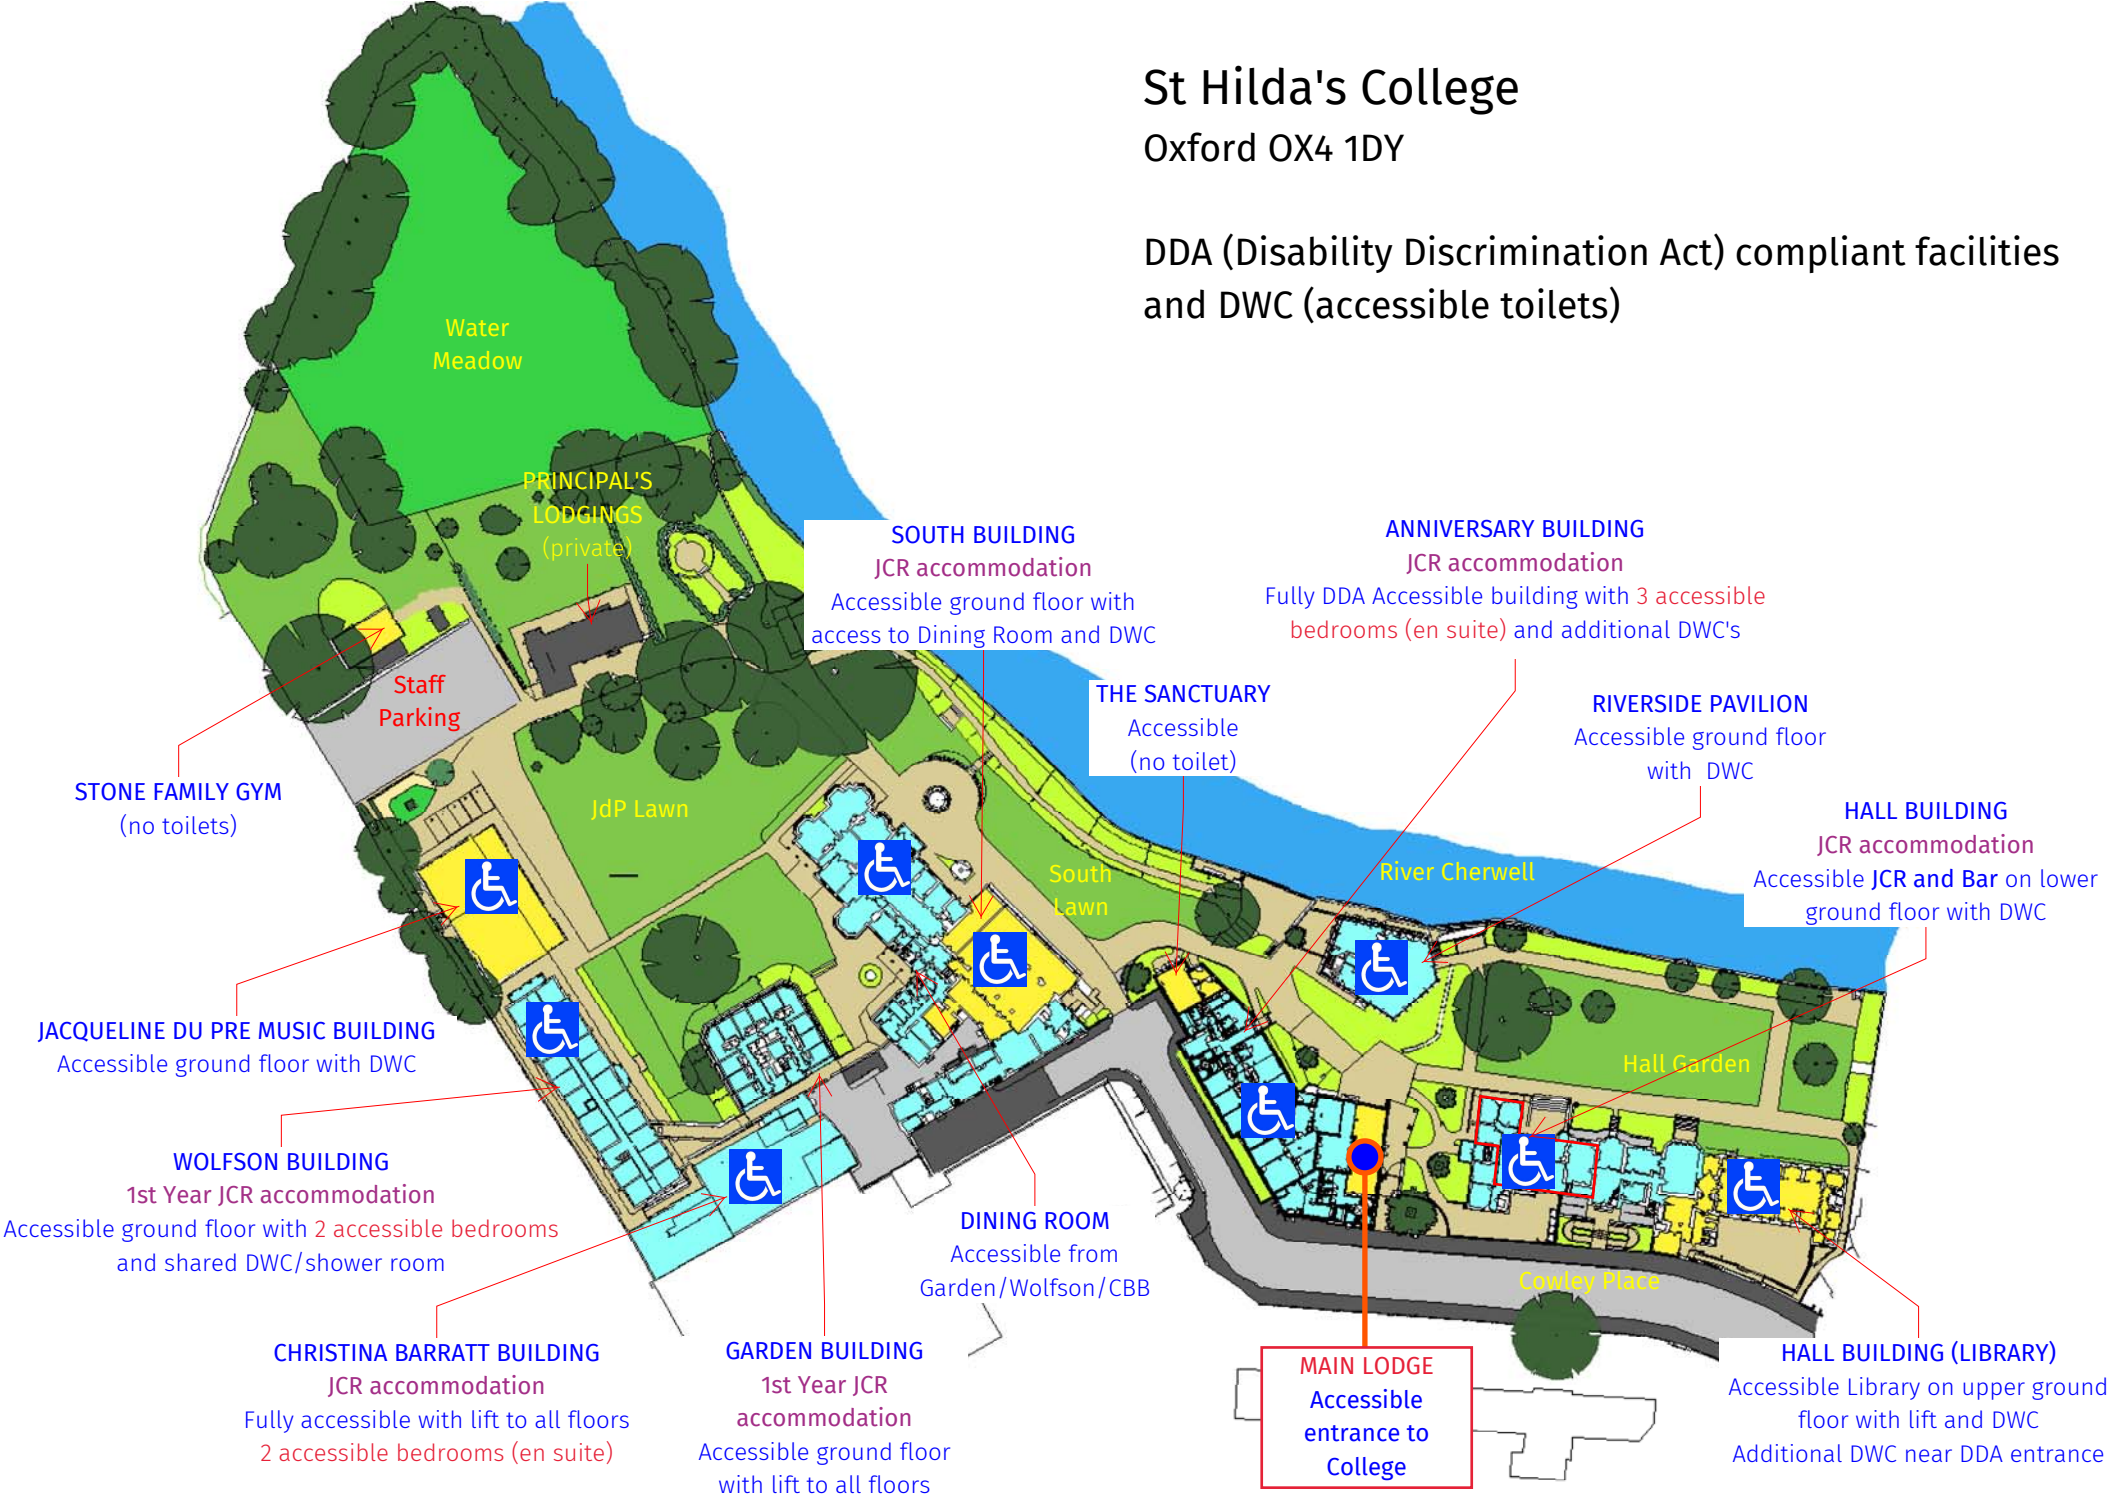 St Hilda's College
Oxford OX4 1DY
DDA (Disability Discrimination Act) compliant facilities
and DWC (accessible toilets)
Water
Meadow
PRINCIPAL'S
LODGINGS
(private)
SOUTH BUILDING
JCR accommodation
Accessible ground floor with
access to Dining Room and DWC
ANNIVERSARY BUILDING
JCR accommodation
Fully DDA Accessible building with 3 accessible
bedrooms (en suite) and additional DWC's
THE SANCTUARY
Accessible
(no toilet)
RIVERSIDE PAVILION
Accessible ground floor
with DWC
Staff
Parking
STONE FAMILY GYM
(no toilets)
JdP Lawn
South
Lawn
River Cherwell
HALL BUILDING
JCR accommodation
Accessible JCR and Bar on lower
ground floor with DWC
JACQUELINE DU PRE MUSIC BUILDING
Accessible ground floor with DWC
Hall Garden
WOLFSON BUILDING
1st Year JCR accommodation
Accessible ground floor with 2 accessible bedrooms
and shared DWC/shower room
DINING ROOM
Accessible from
Garden/Wolfson/CBB
Cowley Place
CHRISTINA BARRATT BUILDING
JCR accommodation
Fully accessible with lift to all floors
2 accessible bedrooms (en suite)
GARDEN BUILDING
1st Year JCR
accommodation
Accessible ground floor
with lift to all floors
MAIN LODGE
Accessible
entrance to
College
HALL BUILDING (LIBRARY)
Accessible Library on upper ground
floor with lift and DWC
Additional DWC near DDA entrance